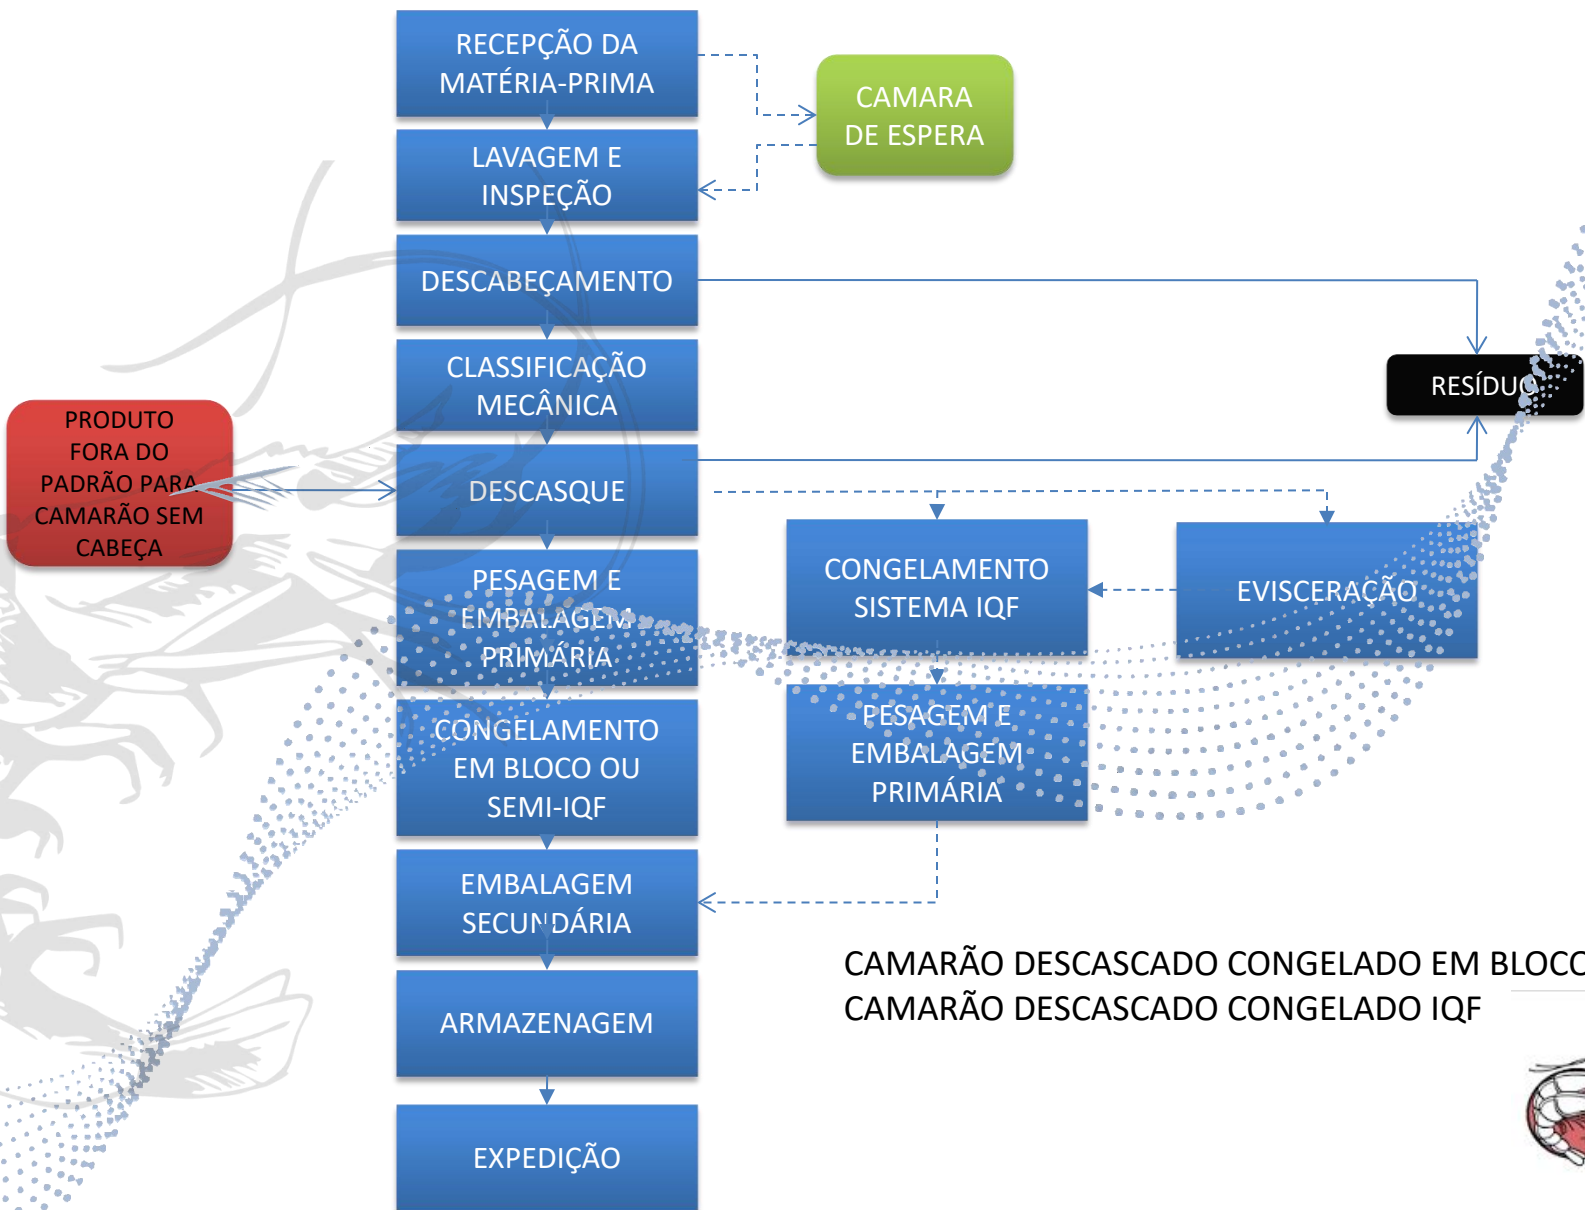 RECEPÇÃO DA
MATÉRIA-PRIMA
CAMARA
DE ESPERA
LAVAGEM E
INSPEÇÃO
DESCABEÇAMENTO
CLASSIFICAÇÃO
MECÂNICA
RESÍDUO
PRODUTO
FORA DO
PADRÃO PARA
CAMARÃO SEM
CABEÇA
DESCASQUE
PESAGEM E
EMBALAGEM
PRIMÁRIA
CONGELAMENTO
SISTEMA IQF
EVISCERAÇÃO
CONGELAMENTO
EM BLOCO OU
SEMI-IQF
PESAGEM E
EMBALAGEM
PRIMÁRIA
EMBALAGEM
SECUNDÁRIA
CAMARÃO DESCASCADO CONGELADO EM BLOCO
CAMARÃO DESCASCADO CONGELADO IQF
ARMAZENAGEM
EXPEDIÇÃO